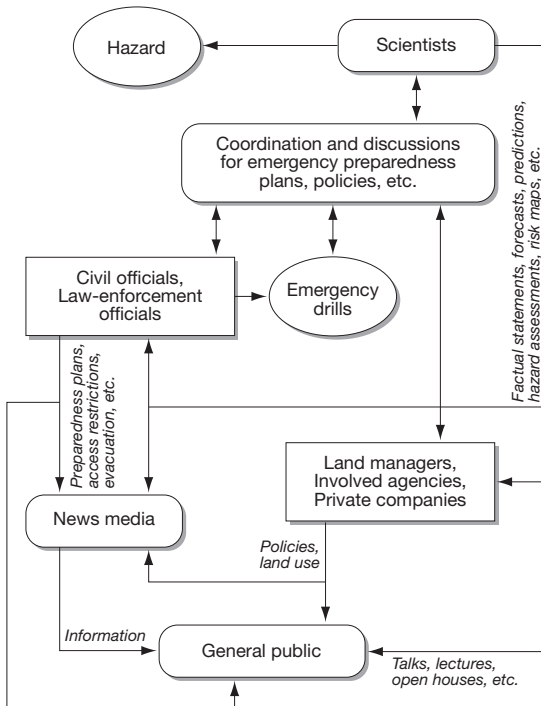 Hazard
Scientists
Coordination and discussions
for emergency preparedness
plans, policies, etc.
Factual statements, forecasts, predictions,
hazard assessments, risk maps, etc.
Civil officials,
Law-enforcement
officials
Emergency
drills
Preparedness plans,
access restrictions,
evacuation, etc.
Land managers,
Involved agencies,
Private companies
News media
Policies,
land use
Information
General public
Talks, lectures,
open houses, etc.